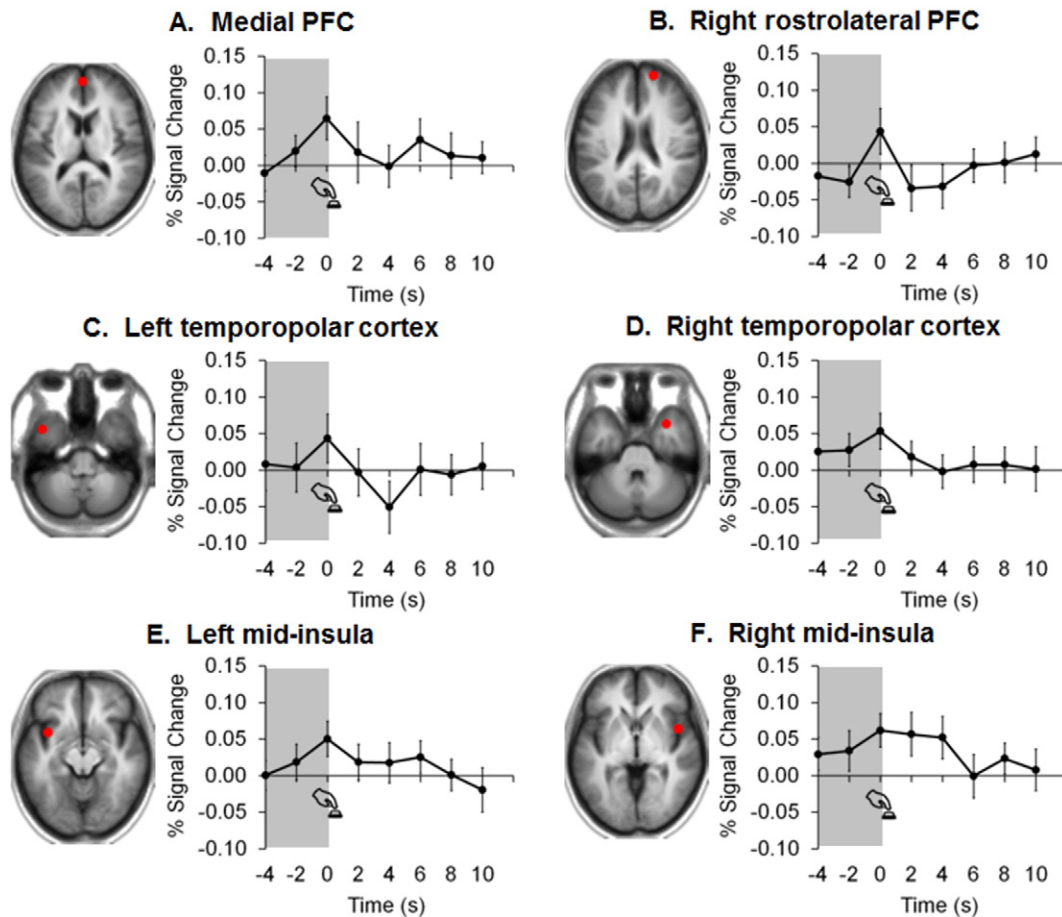 A. Medial PFC
B. Right rostrolateral PFC
% Signal Change
0.15
0.10
0.05
0.00
-0.05
-0.10
-4 -2 0 2 4 6 8 10
Time (s)
% Signal Change
0.15
0.10
0.05
0.00
-0.05
-0.10
-4 -2 0 2 4 6 8 10
Time (s)
C. Left temporopolar cortex
D. Right temporopolar cortex
% Signal Change
0.15
0.10
0.05
0.00
-0.05
-0.10
-4 -2 0 2 4 6 8 10
Time (s)
% Signal Change
0.15
0.10
0.05
0.00
-0.05
-0.10
-4 -2 0 2 4 6 8 10
Time (s)
E. Left mid-insula
F. Right mid-insula
% Signal Change
0.15
0.10
0.05
0.00
-0.05
-0.10
-4 -2 0 2 4 6 8 10
Time (s)
% Signal Change
0.15
0.10
0.05
0.00
-0.05
-0.10
-4 -2 0 2 4 6 8 10
Time (s)